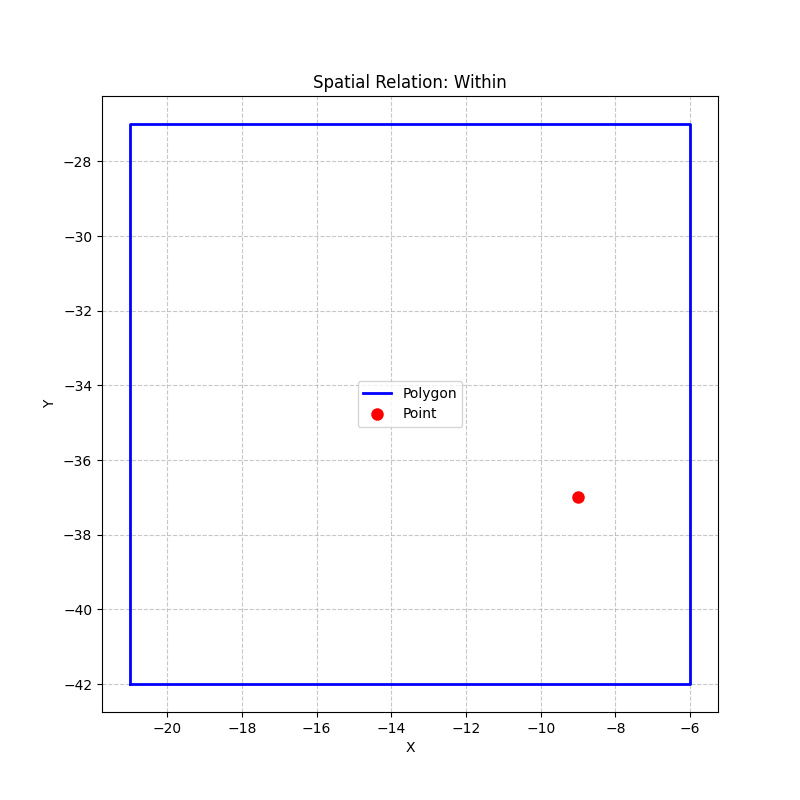 Spatial Relation: Within
Y
−28
−30
−32
−34
−36
−38
−40
−42
Polygon
Point
−20 −18 −16 −14 −12 −10 −8 −6
X